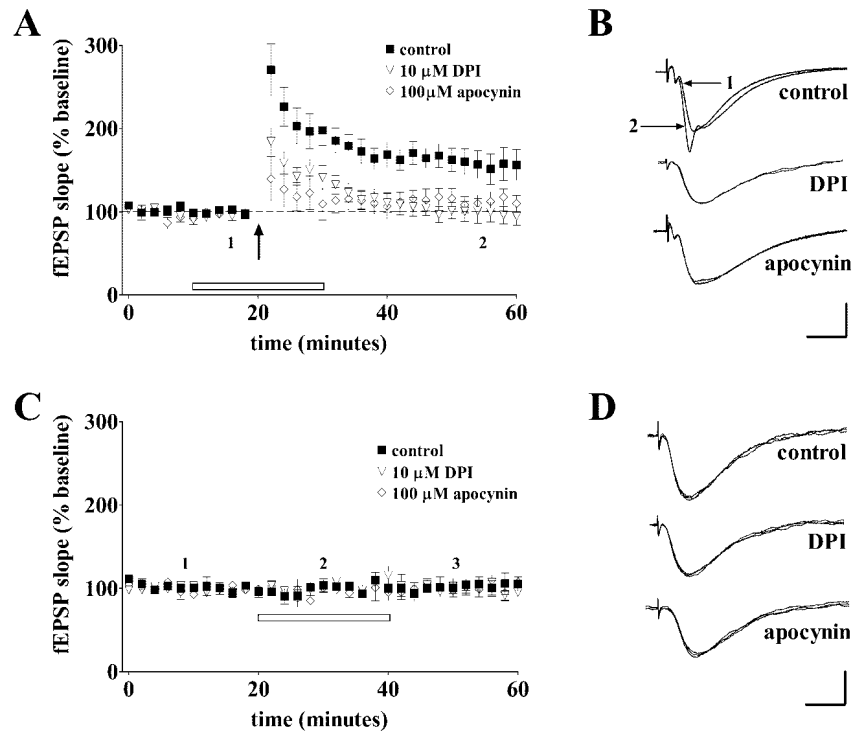 A
fEPSP slope (% baseline)
300
200
100
0
control
10 μM DPI
100μM apocynin
1
2
0
20
40
60
time (minutes)
B
1
2
control
DPI
apocynin
C
fEPSP slope (% baseline)
300
200
100
0
control
10 μM DPI
100 μM apocynin
1
2
3
0
20
40
60
time (minutes)
D
control
DPI
apocynin